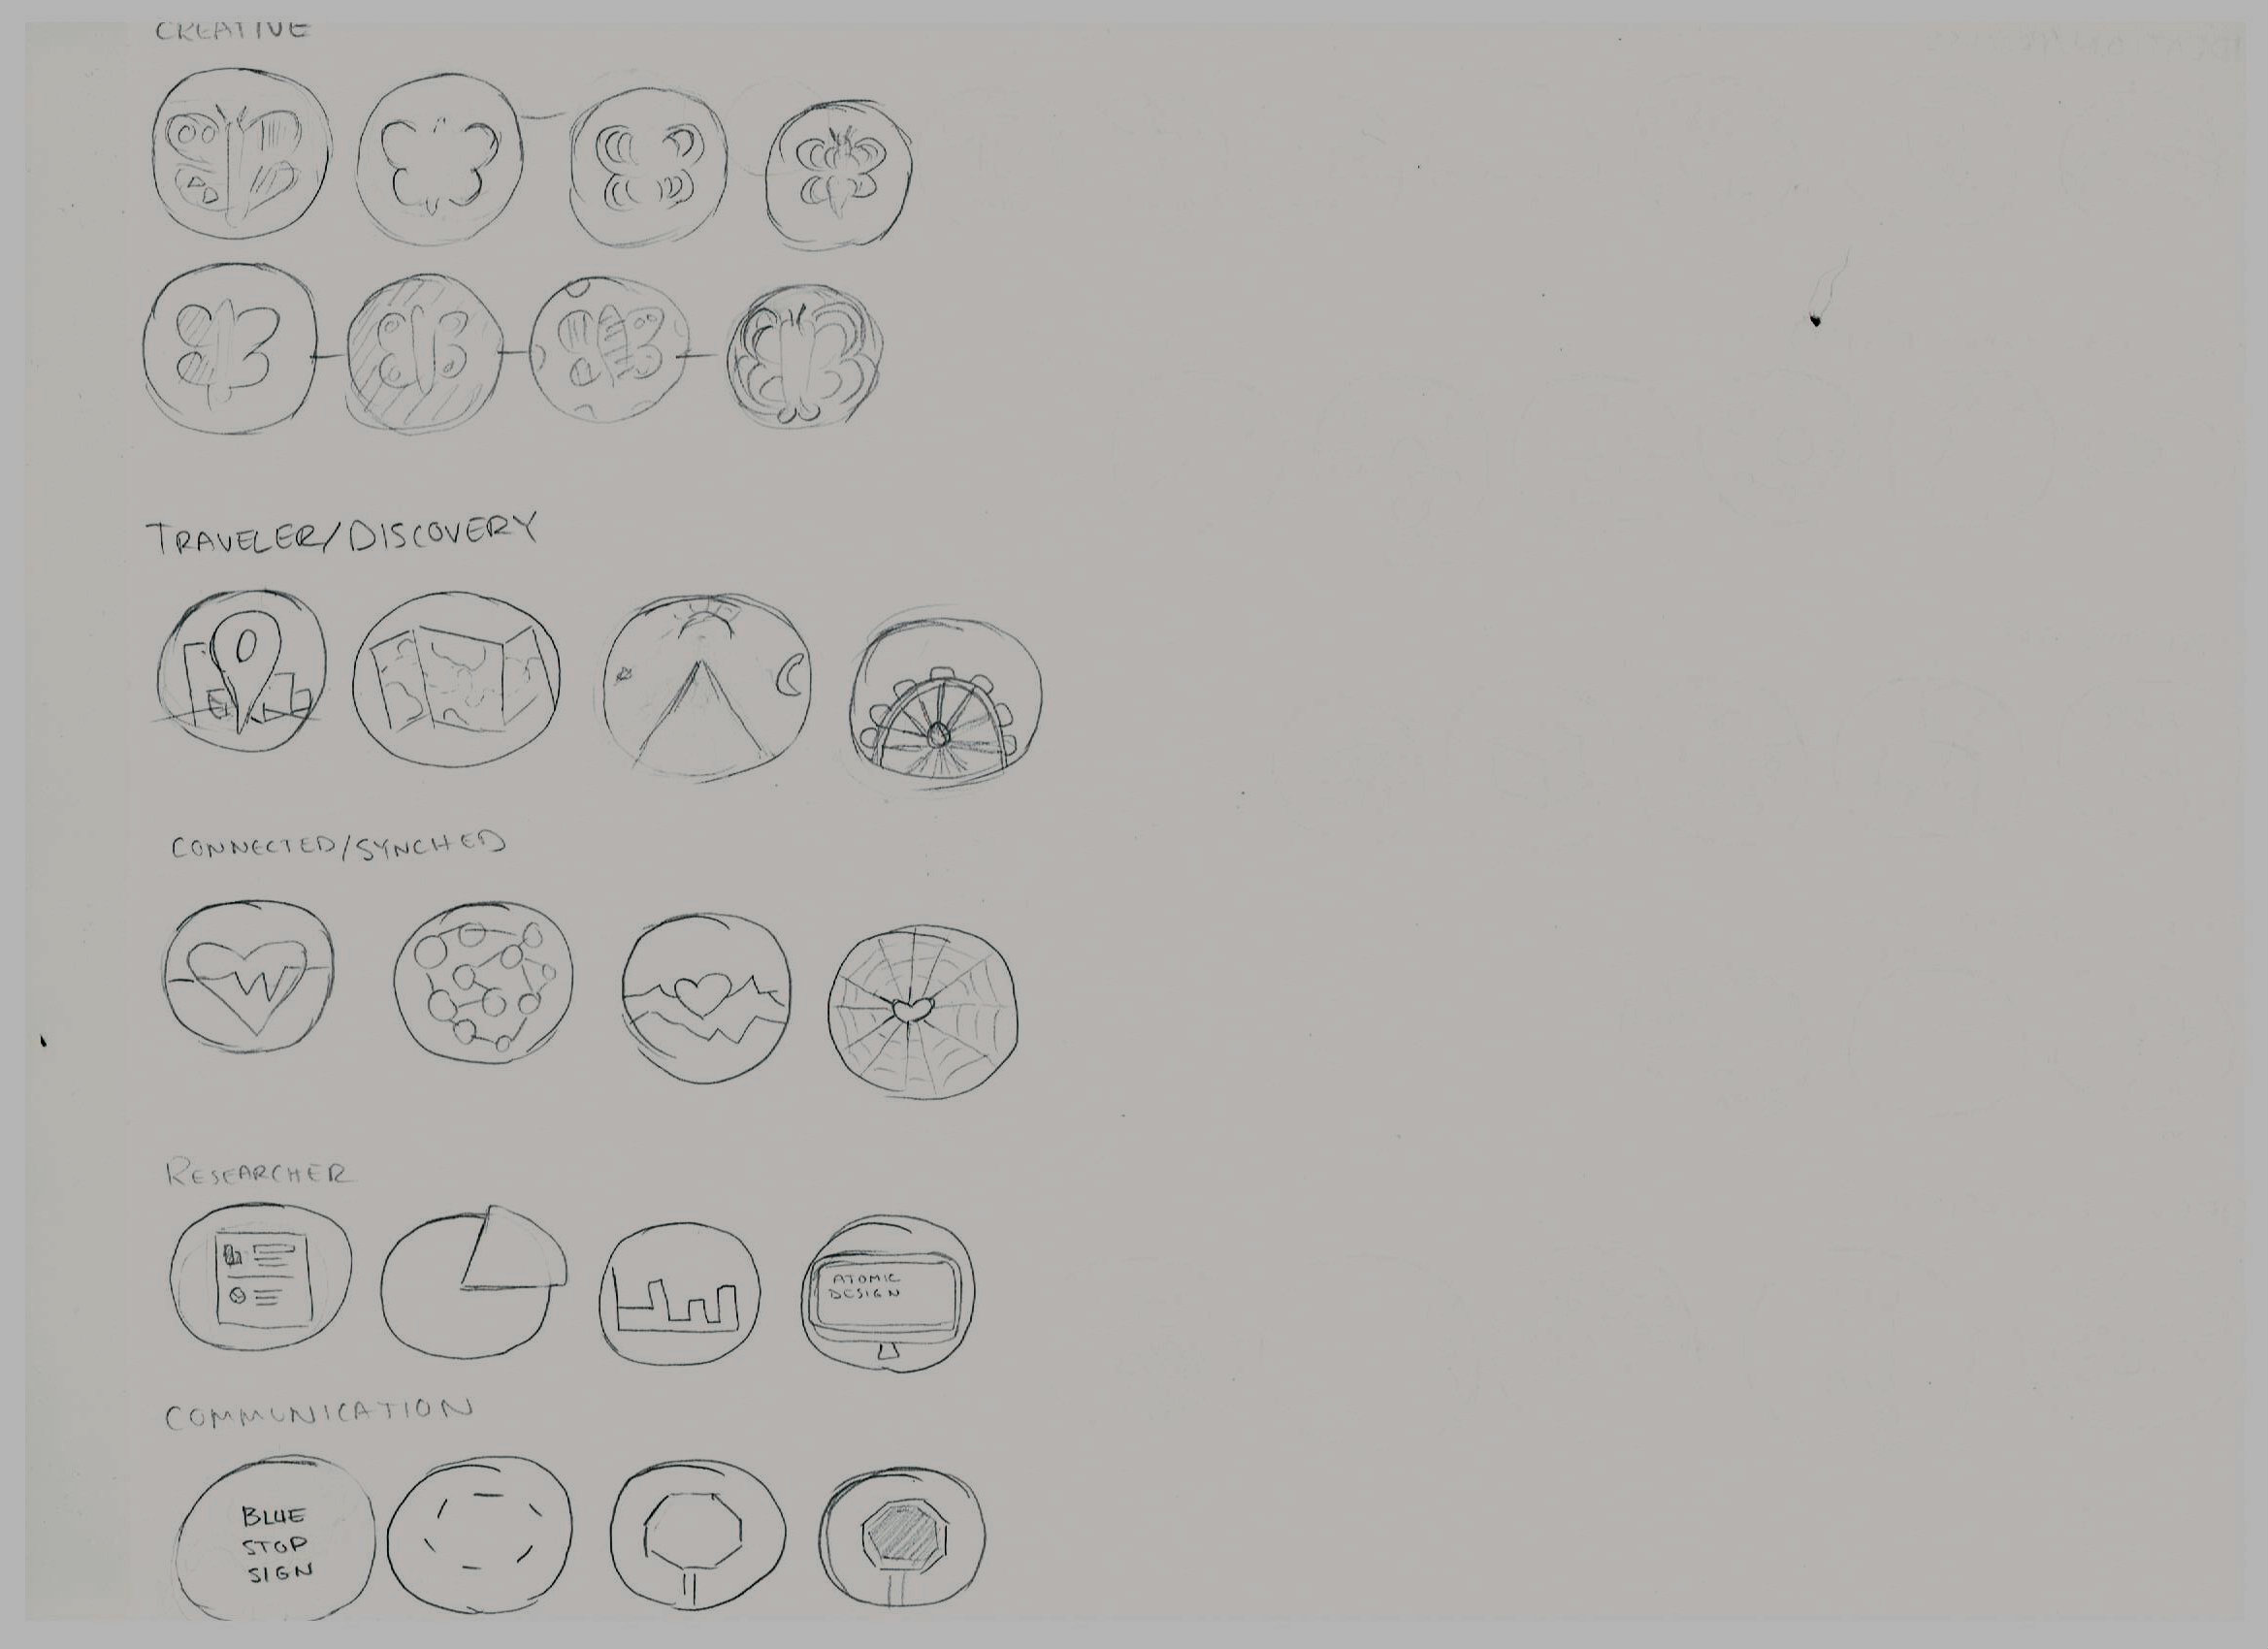 CREATIVE
TRAVELER/DISCOVERY
CONNECTED/SYNCHED
RESEARCHER
ATOMIC
DESIGN
COMMUNICATION
BLUE
STOP
SIGN